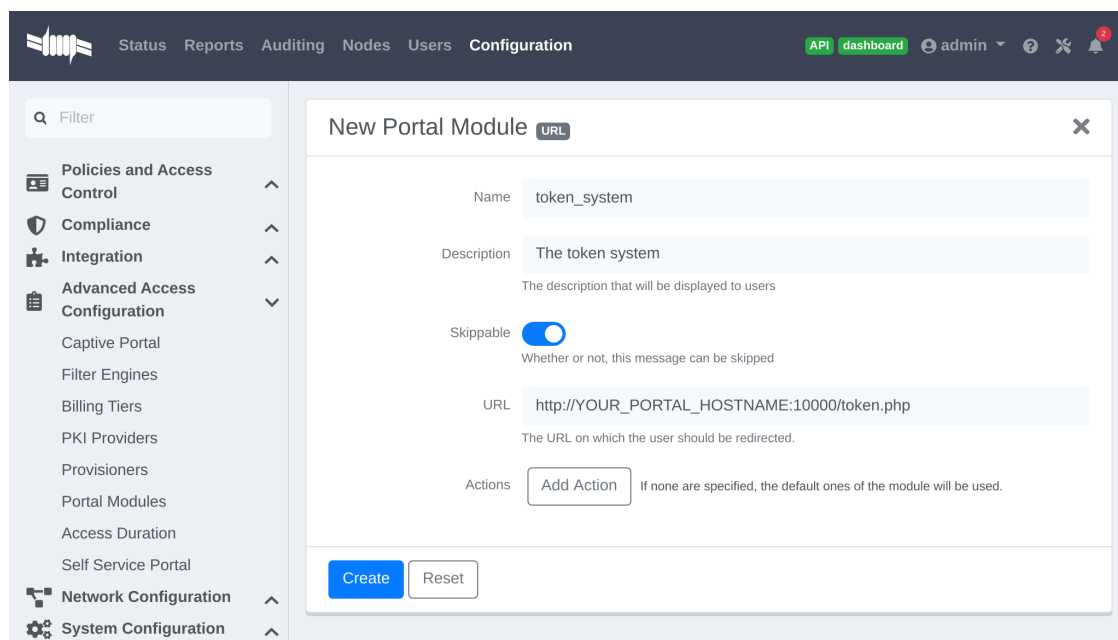 Status Reports Auditing Nodes Users Configuration API dashboard admin 2
Filter
Policies and Access
Control
Compliance
Integration
Advanced Access
Configuration
Captive Portal
Filter Engines
Billing Tiers
PKI Providers
Provisioners
Portal Modules
Access Duration
Self Service Portal
Network Configuration
System Configuration
New Portal Module URL
Name token_system
Description The token system
The description that will be displayed to users
Skippable
Whether or not, this message can be skipped
URL http://YOUR_PORTAL_HOSTNAME:10000/token.php
The URL on which the user should be redirected.
Actions Add Action If none are specified, the default ones of the module will be used.
Create Reset